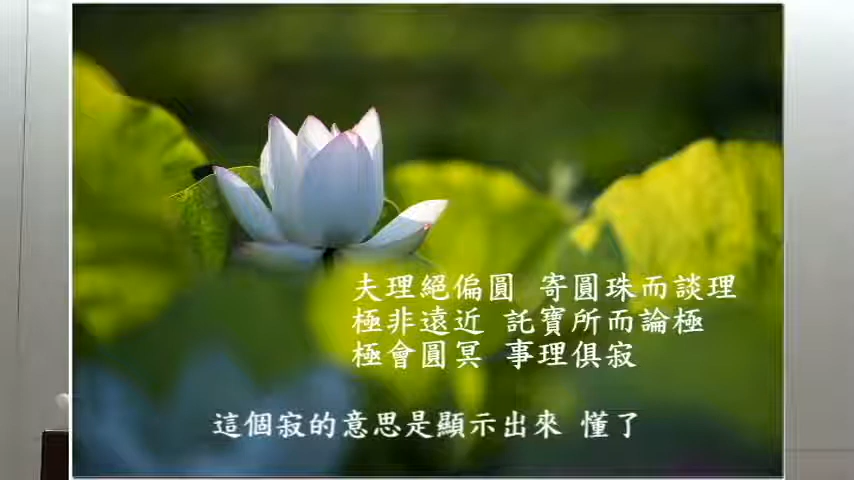 夫理絕偏圓 寄圓珠而談理
極非遠近 託寶所而論極
極會圓冥 事理俱寂
這個寂的意思是顯示出來 懂了